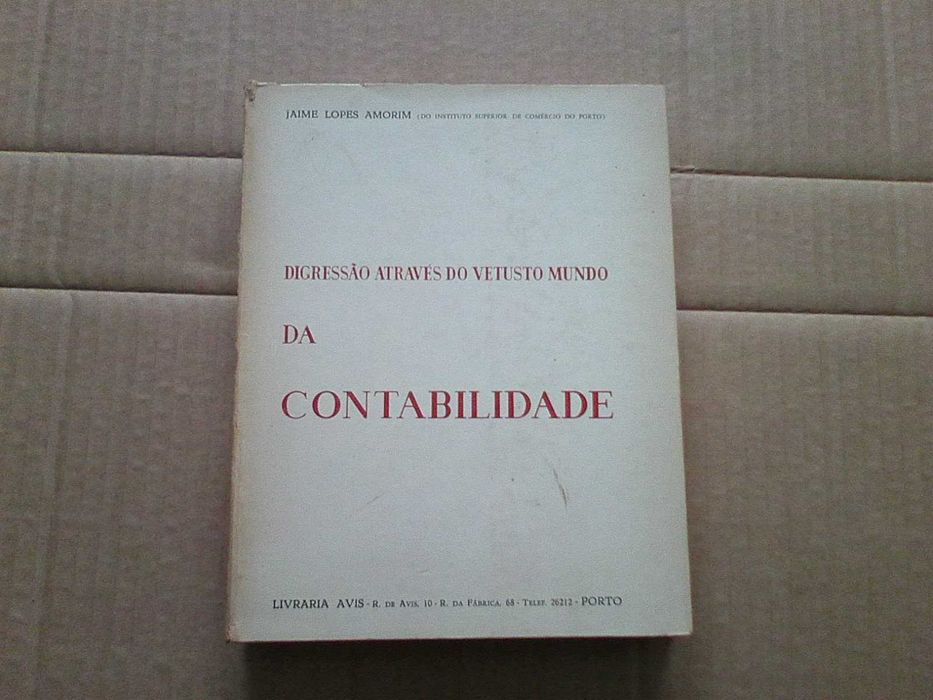 JAIME LOPES AMORIM (DO INSTITUTO SUPERIOR DE COMÉRCIO DO PORTO)
DIGRESSÃO ATRAVÉS DO VETUSTO MUNDO
DA
CONTABILIDADE
LIVRARIA AVIS - R. DE AVIS, 10 - R. DA FÁBRICA, 68 - TELEF. 26212 - PORTO